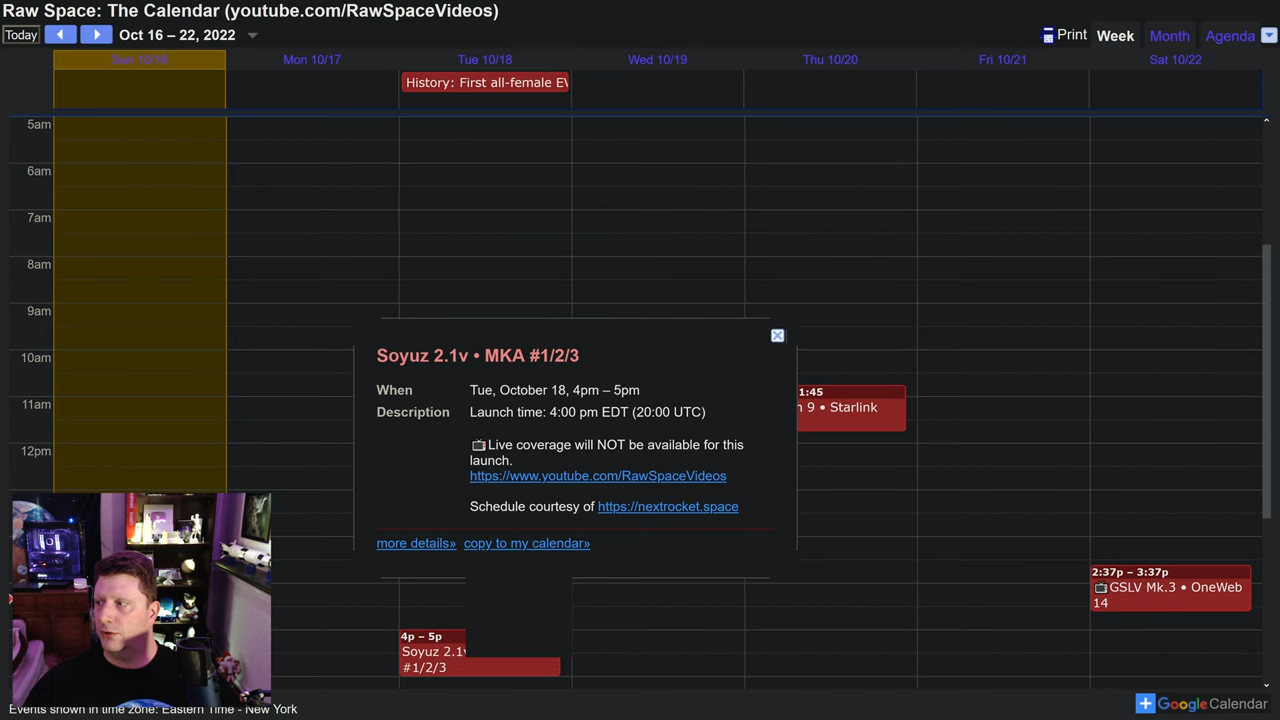 Raw Space: The Calendar (youtube.com/RawSpaceVideos)
Today Oct 16 – 22, 2022 Print Week Month Agenda
Sun 10/16 Mon 10/17 Tue 10/18 Wed 10/19 Thu 10/20 Fri 10/21 Sat 10/22
History: First all-female EV
5am
6am
7am
8am
9am
10am
11am
12pm
Soyuz 2.1v • MKA #1/2/3
When Tue, October 18, 4pm – 5pm
Description Launch time: 4:00 pm EDT (20:00 UTC)
📺Live coverage will NOT be available for this
launch.
https://www.youtube.com/RawSpaceVideos
Schedule courtesy of https://nextrocket.space
more details» copy to my calendar»
1:45
9 • Starlink
2:37p – 3:37p
📺GSLV Mk.3 • OneWeb
14
4p – 5p
Soyuz 2.1v
#1/2/3
Events shown in time zone: Eastern Time - New York
Google Calendar